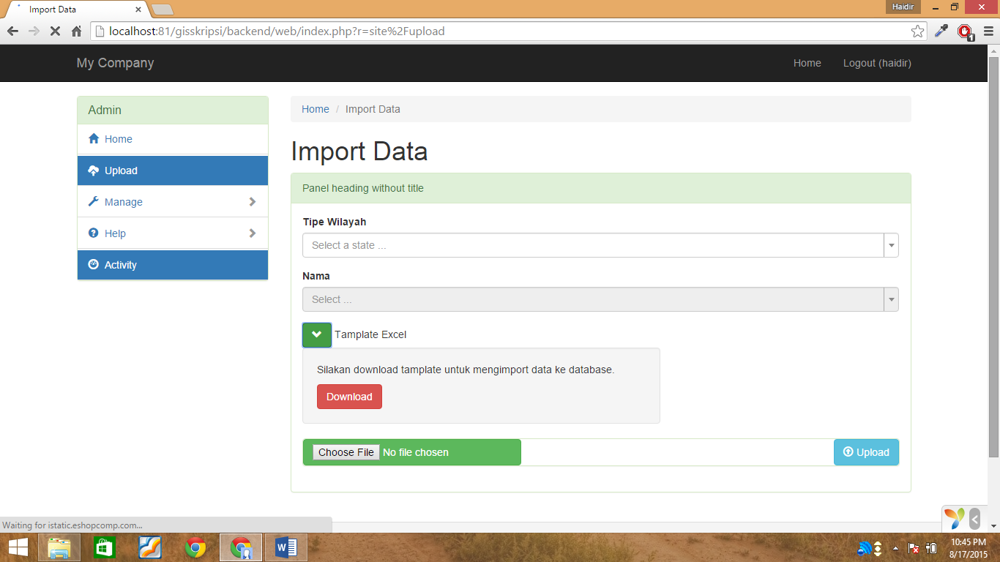 Import Data
Haidir
localhost:81/gisskripsi/backend/web/index.php?r=site%2Fupload
1
My Company
Home
Logout (haidir)
Admin
Home
Upload
Manage
Help
Activity
Home / Import Data
Import Data
Panel heading without title
Tipe Wilayah
Select a state ...
Nama
Select ...
Tamplate Excel
Silakan download tamplate untuk mengimport data ke database.
Download
Choose File No file chosen
Upload
Waiting for istatic.eshopcomp.com...
10:45 PM
8/17/2015